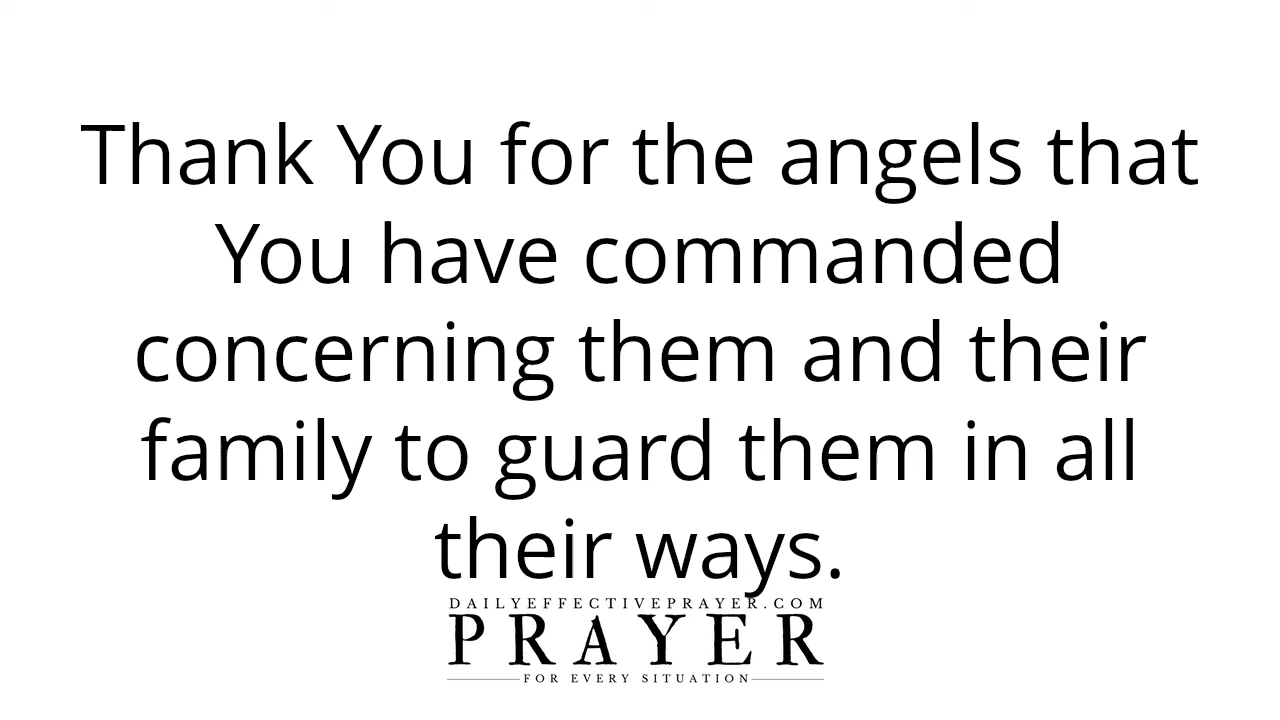 Thank You for the angels that
You have commanded
concerning them and their
family to guard them in all
their ways.
DAILYEFFECTIVEPRAYER.COM
PRAYER
FOR EVERY SITUATION